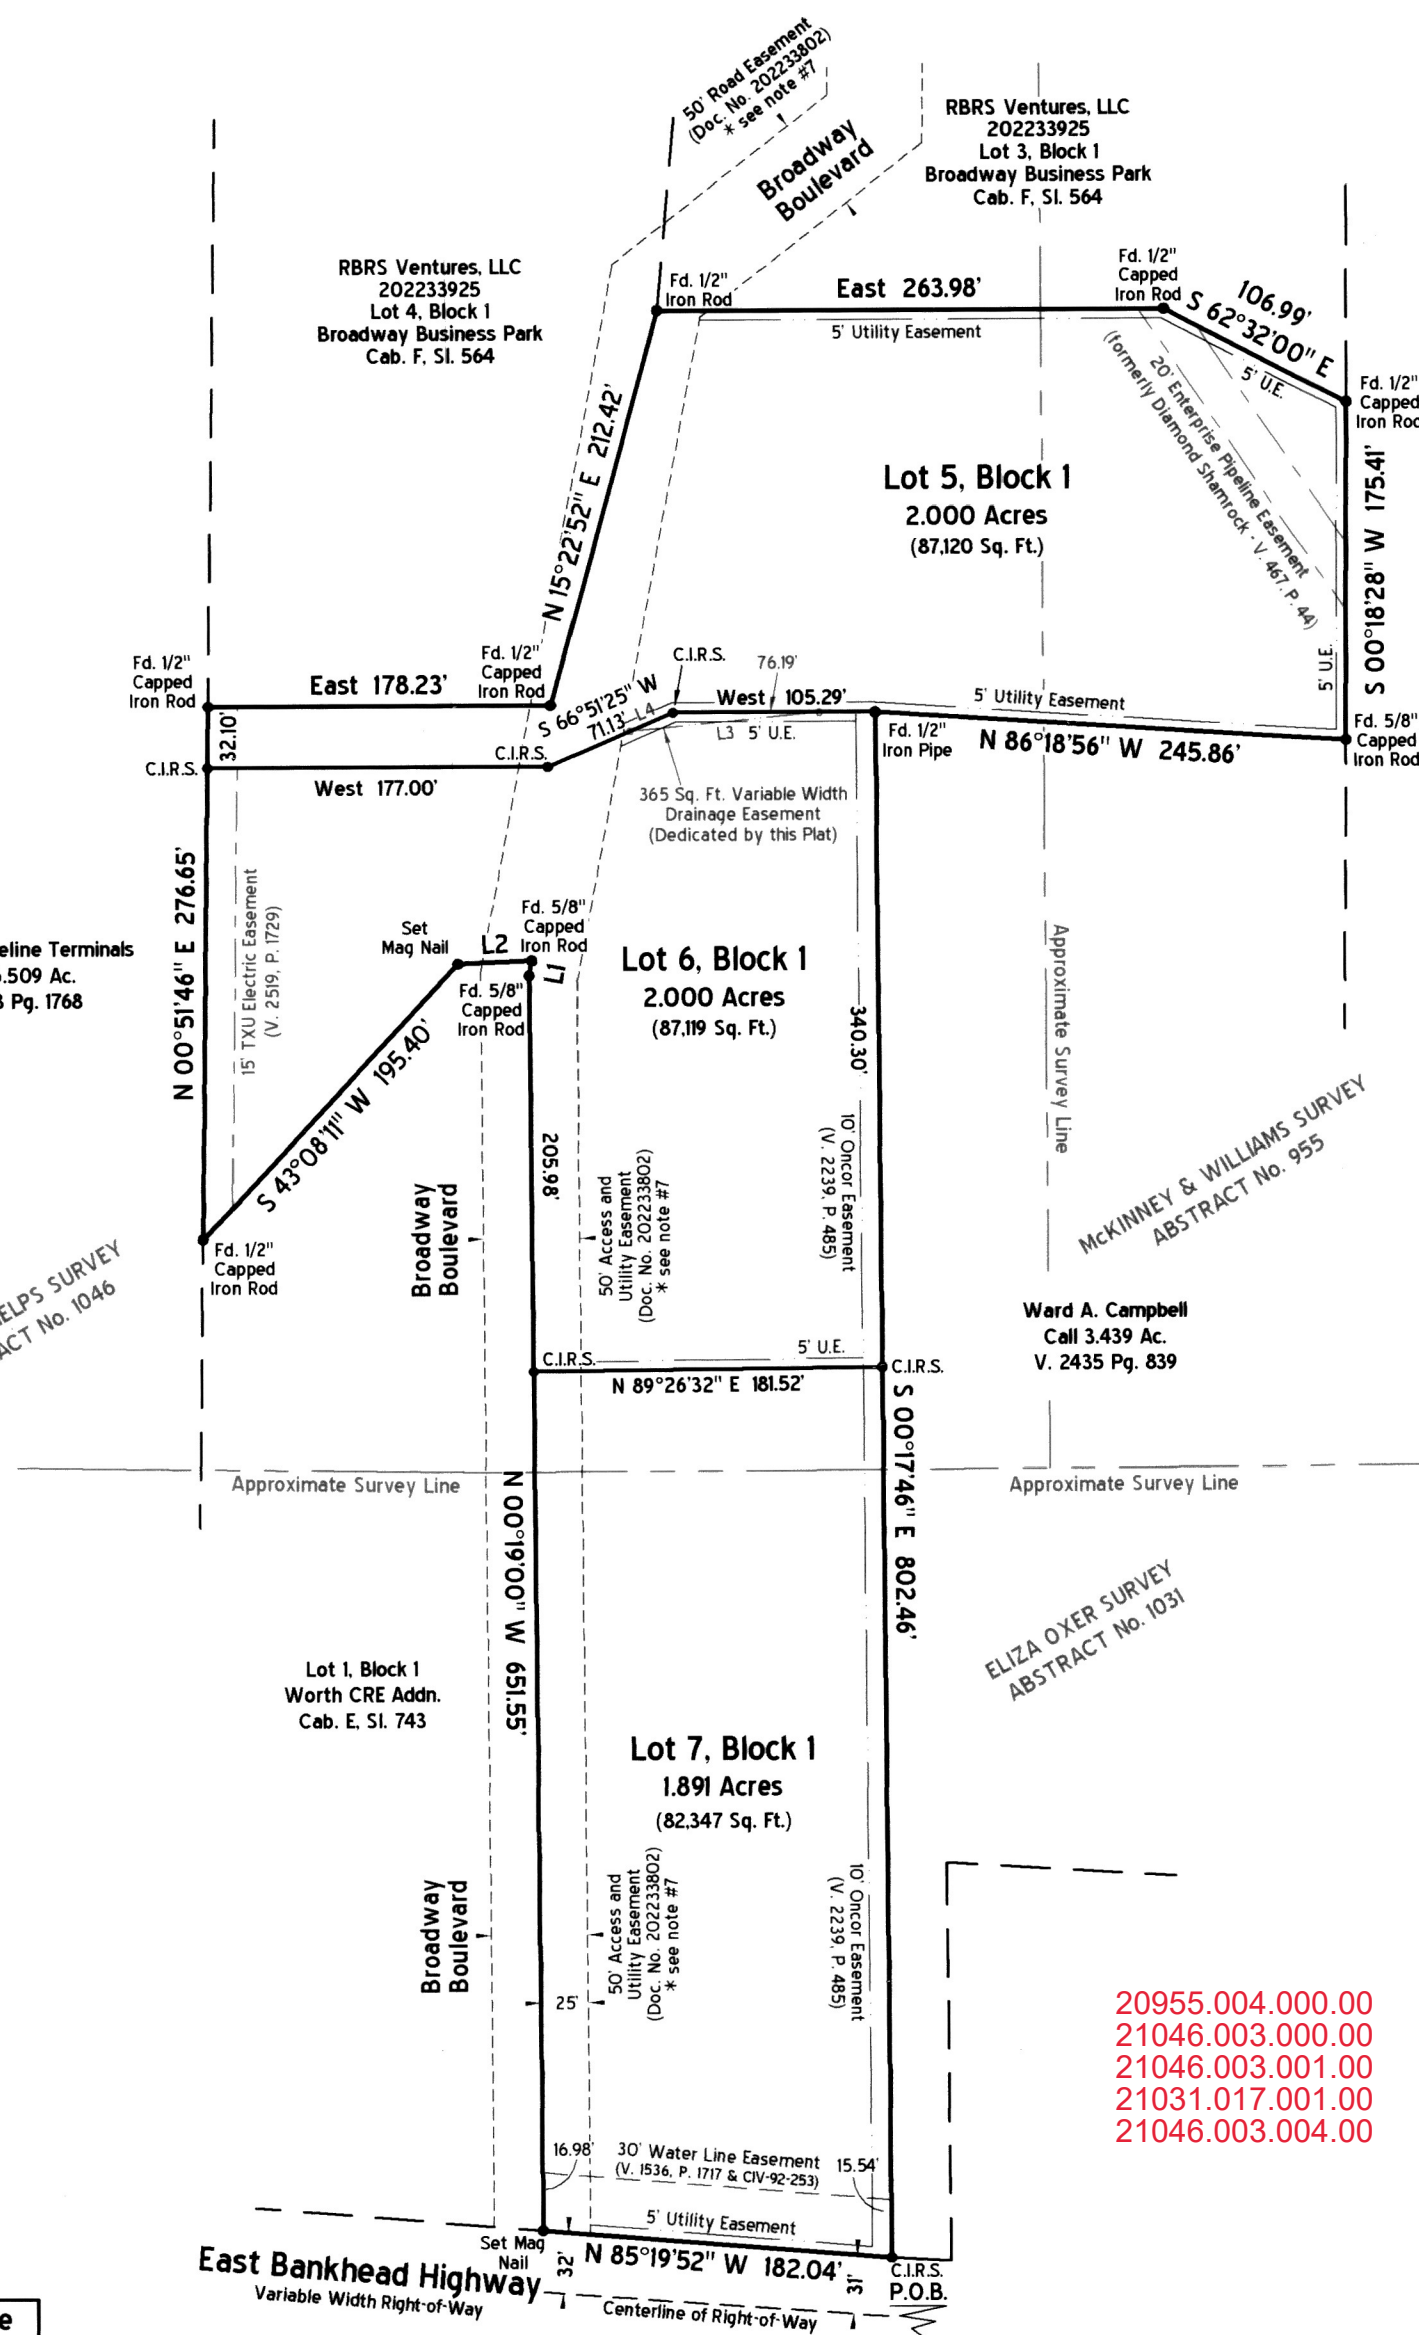 50' Road Easement
(Doc. No. 202233802)
* see note #7
Broadway
Boulevard
RBRS Ventures, LLC
202233925
Lot 3, Block 1
Broadway Business Park
Cab. F, Sl. 564
RBRS Ventures, LLC
202233925
Lot 4, Block 1
Broadway Business Park
Cab. F, Sl. 564
Fd. 1/2"
Iron Rod
East 263.98'
Fd. 1/2"
Capped
Iron Rod
106.99'
S 62°32'00" E
5' Utility Easement
5' U.E.
20' Enterprise Pipeline Easement
(formerly Diamond Shamrock - V. 467, P. 44)
Fd. 1/2"
Capped
Iron Rod
N 15°22'52" E 212.42'
Lot 5, Block 1
2.000 Acres
(87,120 Sq. Ft.)
S 00°18'28" W 175.41'
5' U.E.
Fd. 1/2"
Capped
Iron Rod
East 178.23'
Fd. 1/2"
Capped
Iron Rod
C.I.R.S.
76.19'
S 66°51'25" W
71.13'
L4
West 105.29'
5' Utility Easement
32.10'
C.I.R.S.
C.I.R.S.
L3 5' U.E.
Fd. 1/2"
Iron Pipe
N 86°18'56" W 245.86'
Fd. 5/8"
Capped
Iron Rod
West 177.00'
365 Sq. Ft. Variable Width
Drainage Easement
(Dedicated by this Plat)
N 00°51'46" E 276.65'
15' TXU Electric Easement
(V. 2519, P. 1729)
eline Terminals
.509 Ac.
Pg. 1768
Set
Mag Nail
L2
Fd. 5/8"
Capped
Iron Rod
L1
Fd. 5/8"
Capped
Iron Rod
Lot 6, Block 1
2.000 Acres
(87,119 Sq. Ft.)
340.30'
Approximate Survey Line
S 43°08'11" W 195.40'
205.98'
10' Oncor Easement
(V. 2239, P. 485)
McKINNEY & WILLIAMS SURVEY
ABSTRACT No. 955
Broadway
Boulevard
50' Access and
Utility Easement
(Doc. No. 202233802)
* see note #7
Fd. 1/2"
Capped
Iron Rod
ELPS SURVEY
ACT No. 1046
Ward A. Campbell
Call 3.439 Ac.
V. 2435 Pg. 839
C.I.R.S.
5' U.E.
C.I.R.S.
N 89°26'32" E 181.52'
Approximate Survey Line
Approximate Survey Line
N 00°19'00" W 651.55'
S 00°17'46" E 802.46'
ELIZA OXER SURVEY
ABSTRACT No. 1031
Lot 1, Block 1
Worth CRE Addn.
Cab. E, Sl. 743
Lot 7, Block 1
1.891 Acres
(82,347 Sq. Ft.)
Broadway
Boulevard
50' Access and
Utility Easement
(Doc. No. 202233802)
* see note #7
10' Oncor Easement
(V. 2239, P. 485)
25'
20955.004.000.00
21046.003.000.00
21046.003.001.00
21031.017.001.00
21046.003.004.00
16.98'
30' Water Line Easement
(V. 1536, P. 1717 & CIV-92-253)
15.54'
5' Utility Easement
Set Mag
Nail
32'
N 85°19'52" W 182.04'
31'
C.I.R.S.
P.O.B.
East Bankhead Highway
Variable Width Right-of-Way
Centerline of Right-of-Way
e